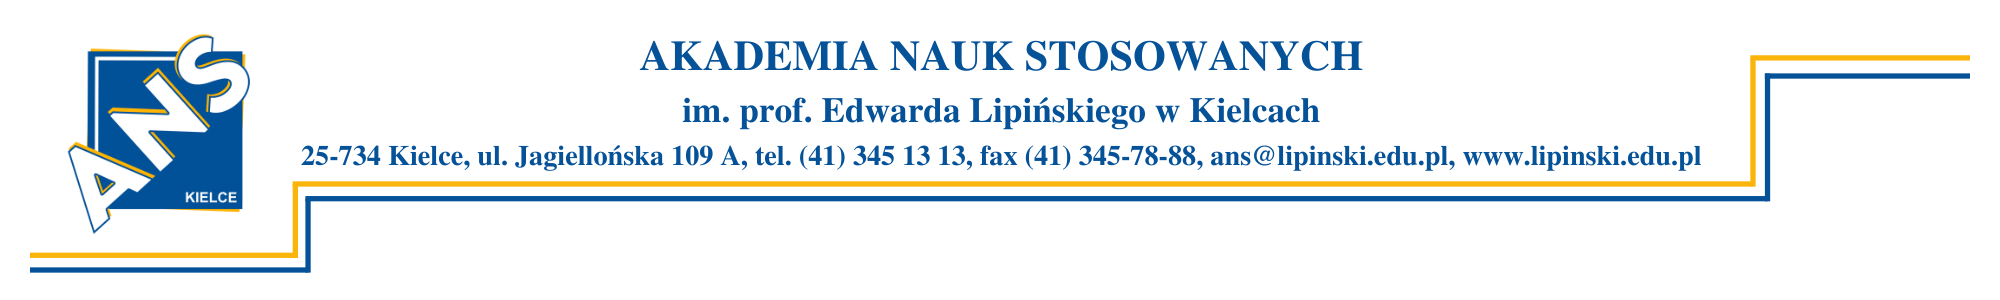 ANS
KIELCE
AKADEMIA NAUK STOSOWANYCH
im. prof. Edwarda Lipińskiego w Kielcach
25-734 Kielce, ul. Jagiellońska 109 A, tel. (41) 345 13 13, fax (41) 345-78-88, ans@lipinski.edu.pl, www.lipinski.edu.pl